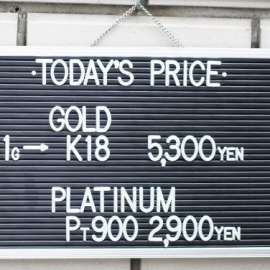 ·TODAY'S PRICE·
GOLD
1G→ K18 5,300YEN
PLATINUM
PT900 2,900YEN